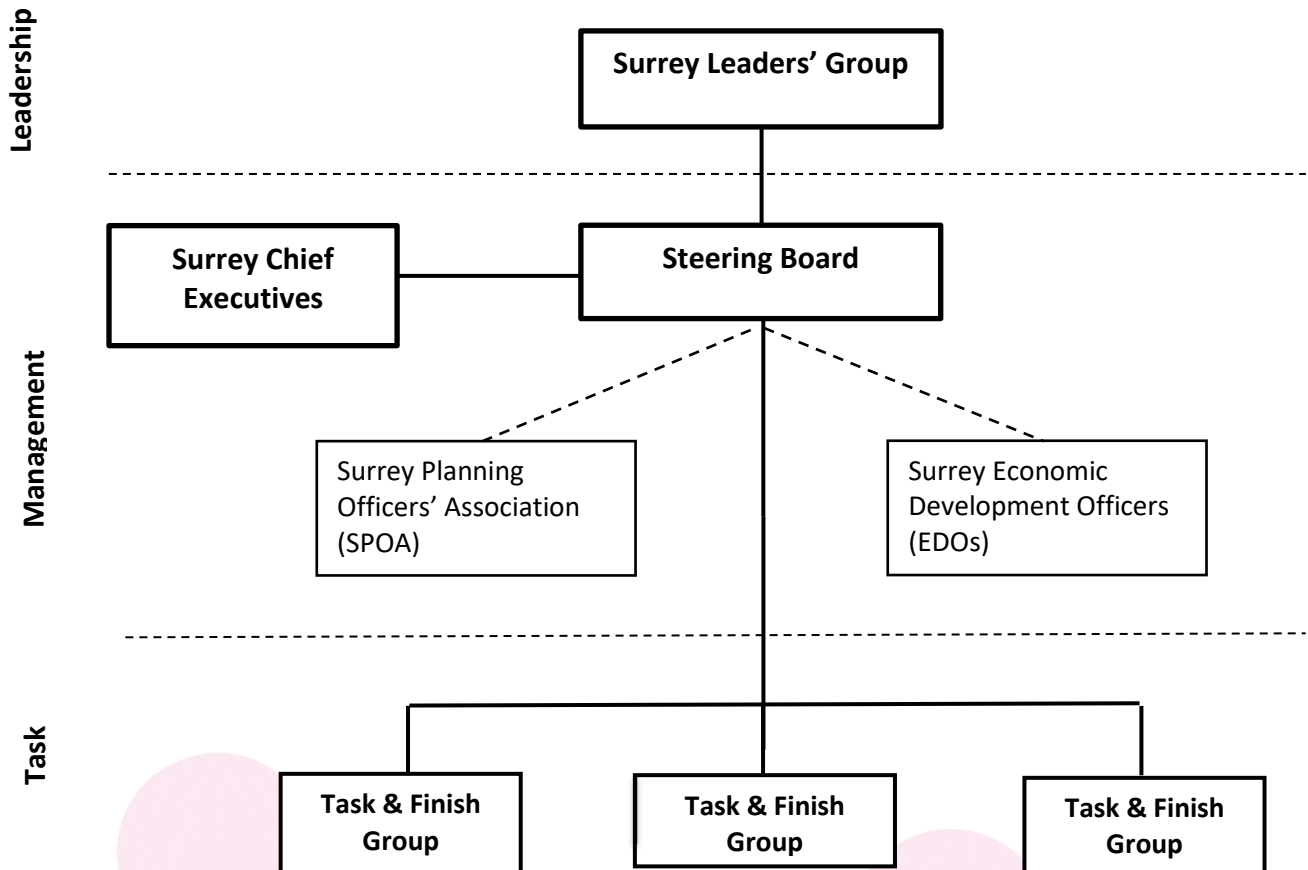 Leadership
Surrey Leaders’ Group
Surrey Chief
Executives
Steering Board
Management
Surrey Planning
Officers’ Association
(SPOA)
Surrey Economic
Development Officers
(EDOs)
Task
Task & Finish
Group
Task & Finish
Group
Task & Finish
Group